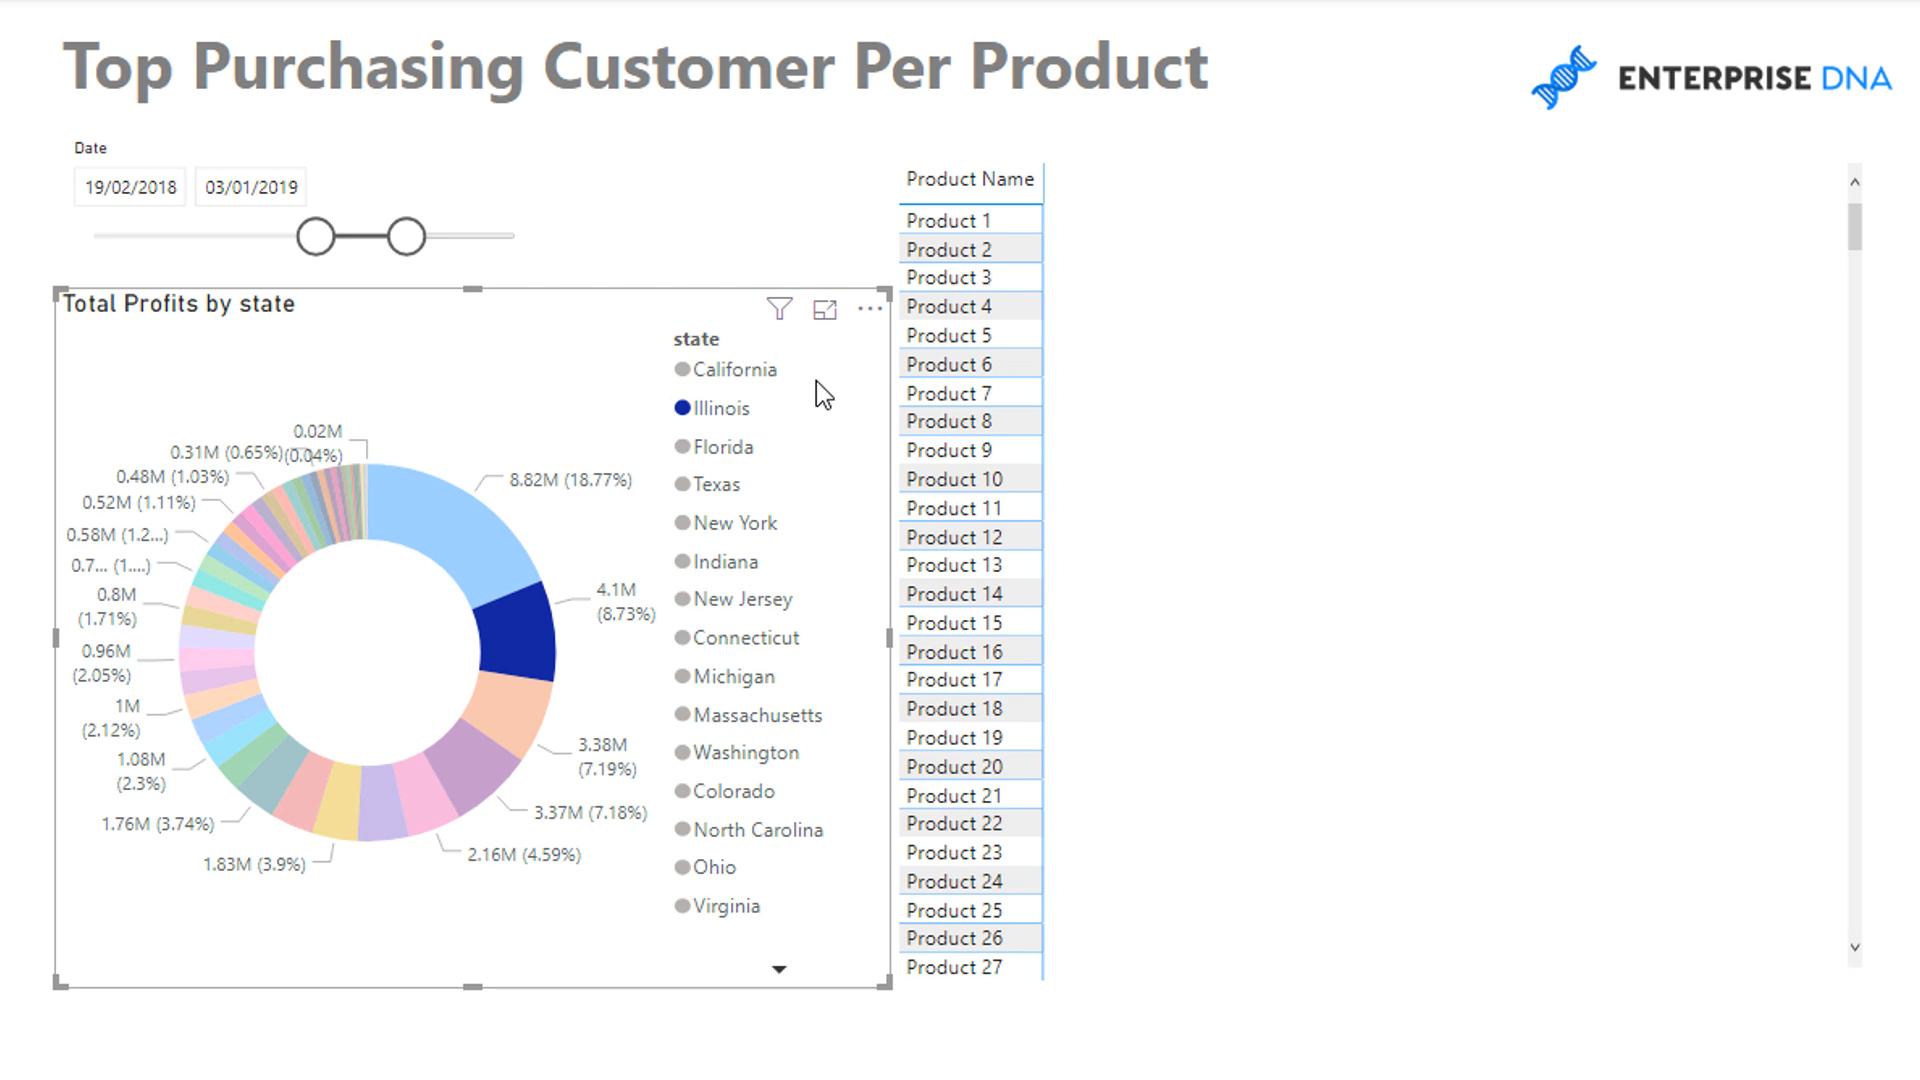 Top Purchasing Customer Per Product
ENTERPRISE DNA
Date
19/02/2018
03/01/2019
Total Profits by state
state
California
Illinois
Florida
Texas
New York
Indiana
New Jersey
Connecticut
Michigan
Massachusetts
Washington
Colorado
North Carolina
Ohio
Virginia
0.02M
(0.04%)
0.31M (0.65%)
0.48M (1.03%)
0.52M (1.11%)
0.58M (1.2...)
0.7... (1....)
0.8M
(1.71%)
0.96M
(2.05%)
1M
(2.12%)
1.08M
(2.3%)
1.76M (3.74%)
1.83M (3.9%)
2.16M (4.59%)
3.37M (7.18%)
3.38M
(7.19%)
4.1M
(8.73%)
8.82M (18.77%)
Product Name
Product 1
Product 2
Product 3
Product 4
Product 5
Product 6
Product 7
Product 8
Product 9
Product 10
Product 11
Product 12
Product 13
Product 14
Product 15
Product 16
Product 17
Product 18
Product 19
Product 20
Product 21
Product 22
Product 23
Product 24
Product 25
Product 26
Product 27